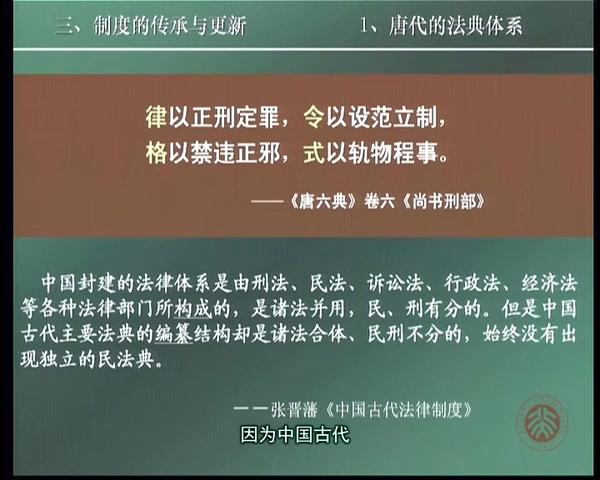 三、制度的传承与更新 1、唐代的法典体系
律以正刑定罪，令以设范立制，
格以禁违正邪，式以轨物程事。
——《唐六典》卷六《尚书刑部》
中国封建的法律体系是由刑法、民法、诉讼法、行政法、经济法
等各种法律部门所构成的，是诸法并用，民、刑有分的。但是中国
古代主要法典的编纂结构却是诸法合体、民刑不分的，始终没有出
现独立的民法典。
——张晋藩《中国古代法律制度》
因为中国古代